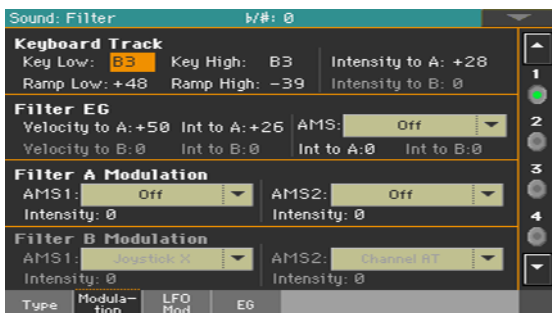 Sound: Filter ♭/#: 0
Keyboard Track
Key Low: B3 Key High: B3 Intensity to A: +28
Ramp Low: +48 Ramp High: -39 Intensity to B: 0
Filter EG
Velocity to A:+50 Int to A:+26 AMS: Off
Velocity to B:0 Int to B:0 Int to A:0 Int to B:0
Filter A Modulation
AMS1: Off AMS2: Off
Intensity: 0 Intensity: 0
Filter B Modulation
AMS1: Joystick X AMS2: Channel AT
Intensity: 0 Intensity: 0
1
2
3
4
Type Modula-
tion LFO
Mod EG